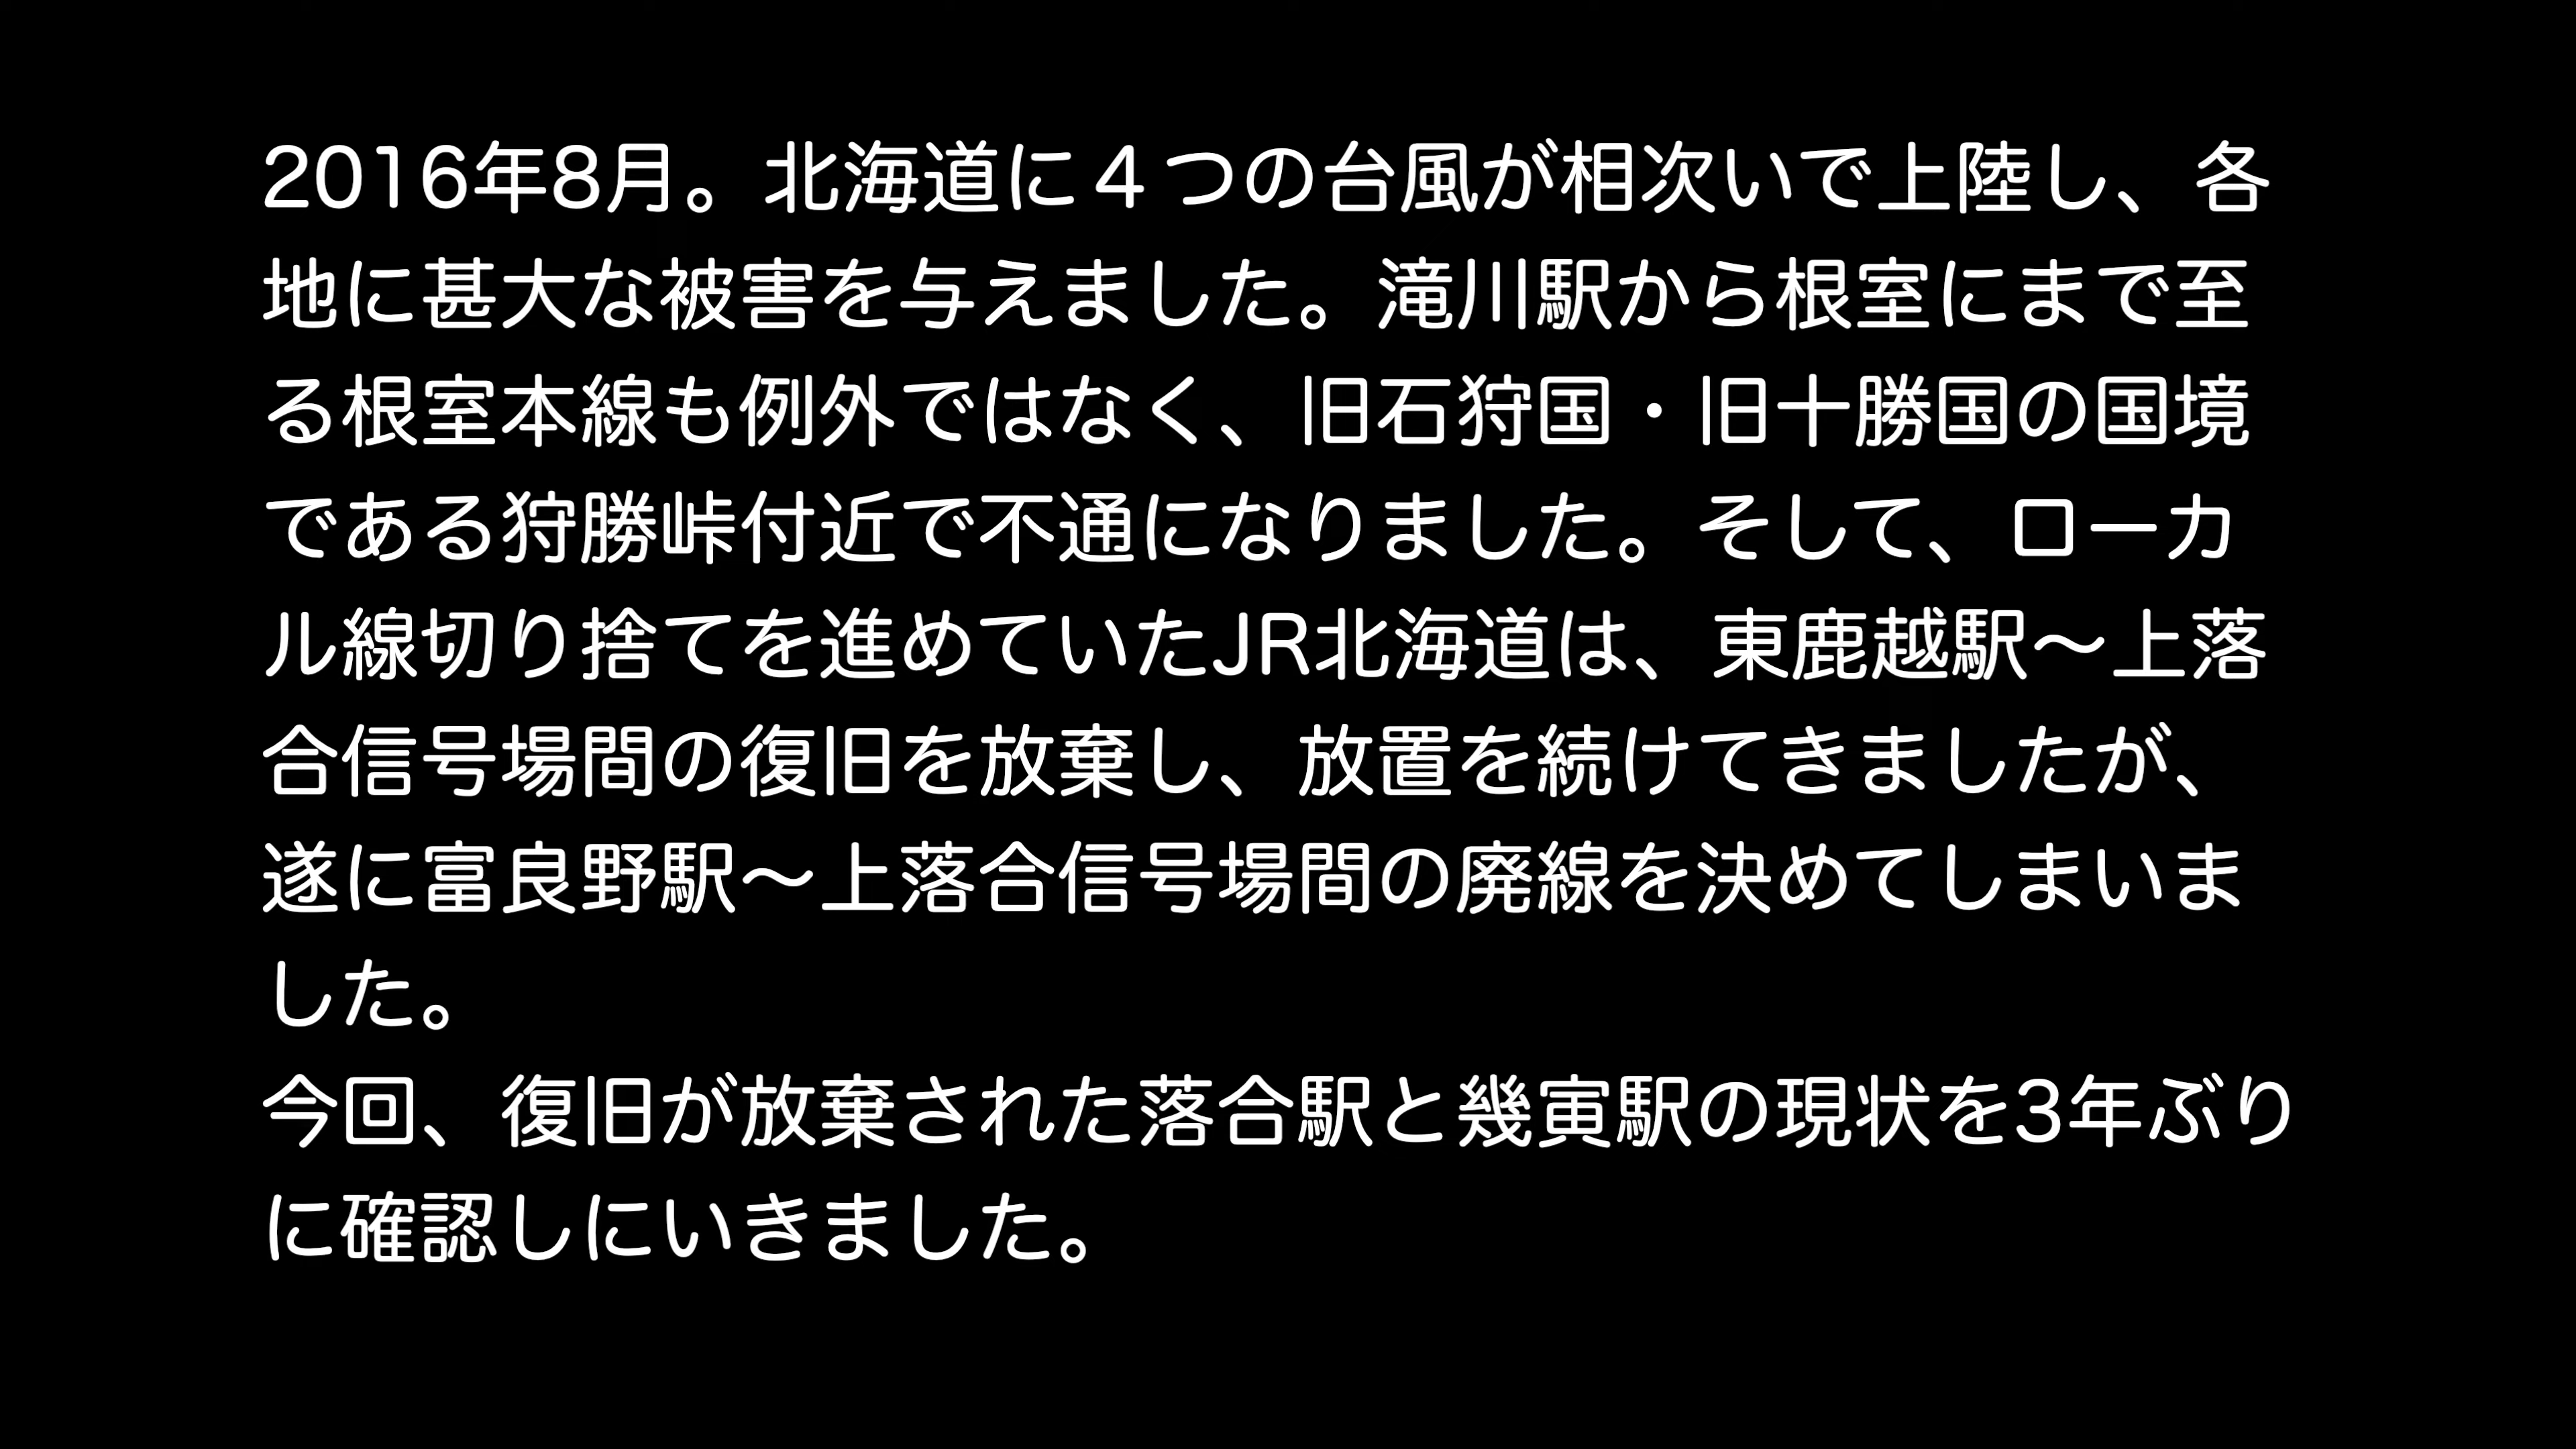 2016年8月。北海道に４つの台風が相次いで上陸し、各
地に甚大な被害を与えました。滝川駅から根室にまで至
る根室本線も例外ではなく、旧石狩国・旧十勝国の国境
である狩勝峠付近で不通になりました。そして、ローカ
ル線切り捨てを進めていたJR北海道は、東鹿越駅〜上落
合信号場間の復旧を放棄し、放置を続けてきましたが、
遂に富良野駅〜上落合信号場間の廃線を決めてしまいま
した。
今回、復旧が放棄された落合駅と幾寅駅の現状を3年ぶり
に確認しにいきました。